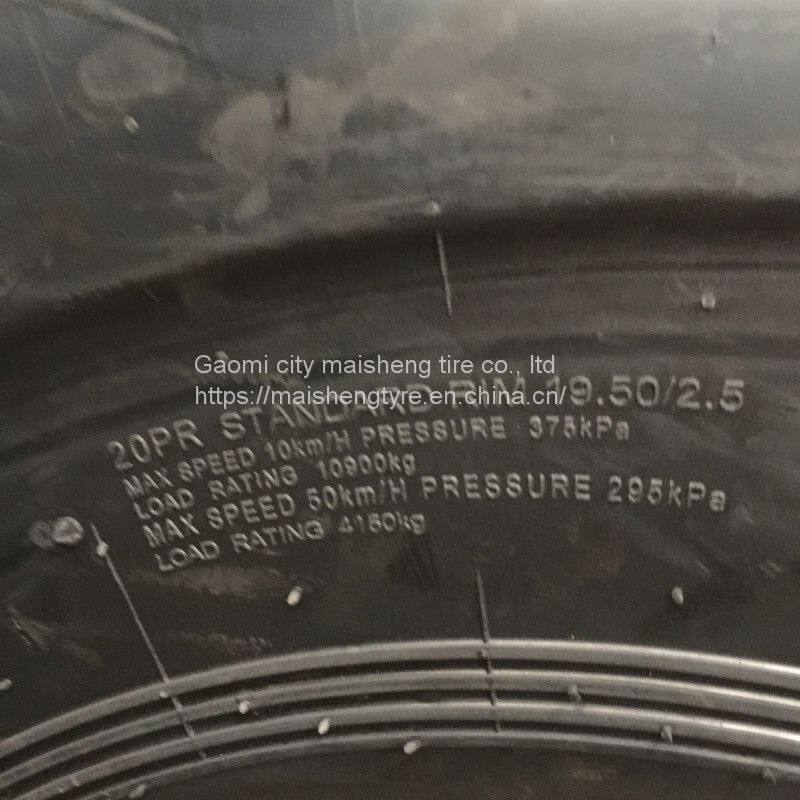 Gaomi city maisheng tire co., ltd
https://maishengtyre.en.china.cn/
20PR STANDARD RIM 19.50/2.5
MAX SPEED 10km/H PRESSURE 375kPa
LOAD RATING 10900kg
MAX SPEED 50km/H PRESSURE 295kPa
LOAD RATING 4150kg